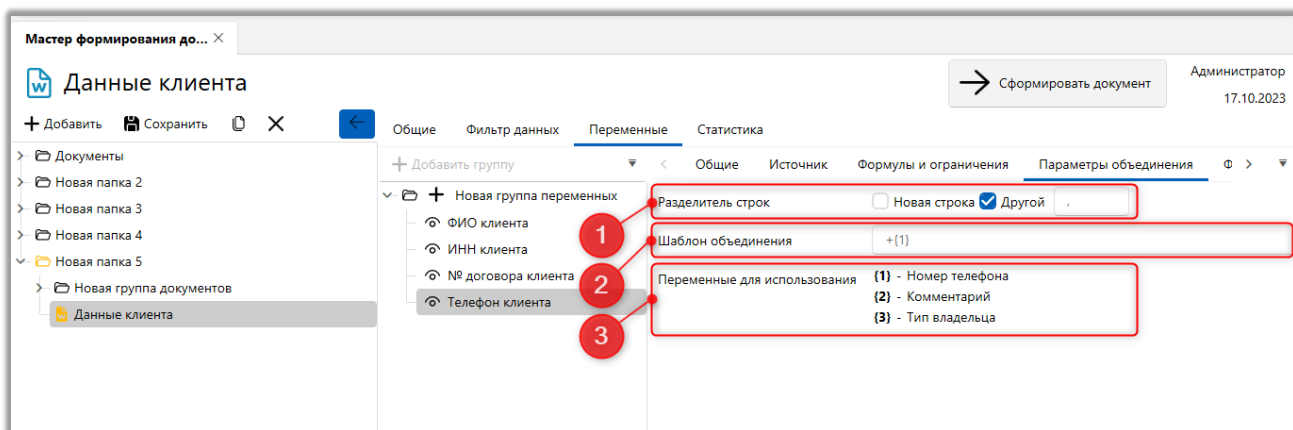 Мастер формирования до... ×
Данные клиента
Сформировать документ
Администратор
17.10.2023
+ Добавить Сохранить
Общие Фильтр данных Переменные Статистика
Документы
Новая папка 2
Новая папка 3
Новая папка 4
Новая папка 5
Новая группа документов
Данные клиента
+ Добавить группу
Новая группа переменных
ФИО клиента
ИНН клиента
№ договора клиента
Телефон клиента
Общие Источник Формулы и ограничения Параметры объединения Ф
Разделитель строк Новая строка Другой ,
Шаблон объединения +{1}
Переменные для использования {1} - Номер телефона
{2} - Комментарий
{3} - Тип владельца
1
2
3